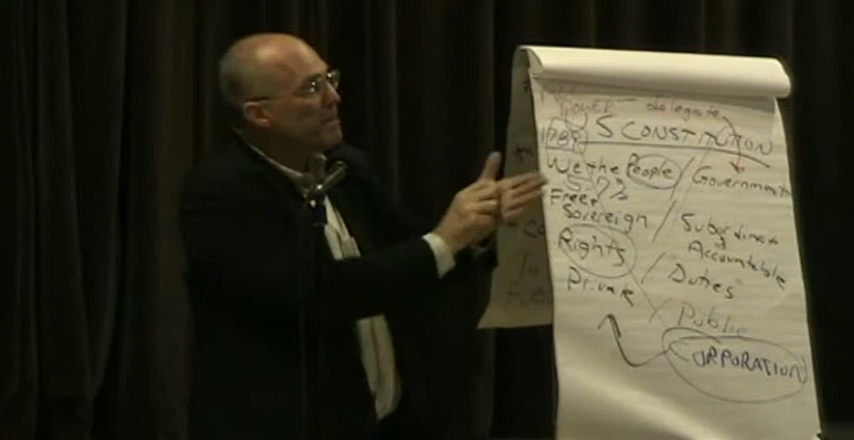 Power — delegate
1789 S CONSTITUTION
We the People / Government
Free
Sovereign / Subordinate
Accountable
Rights / Duties
Private / Public
CORPORATION